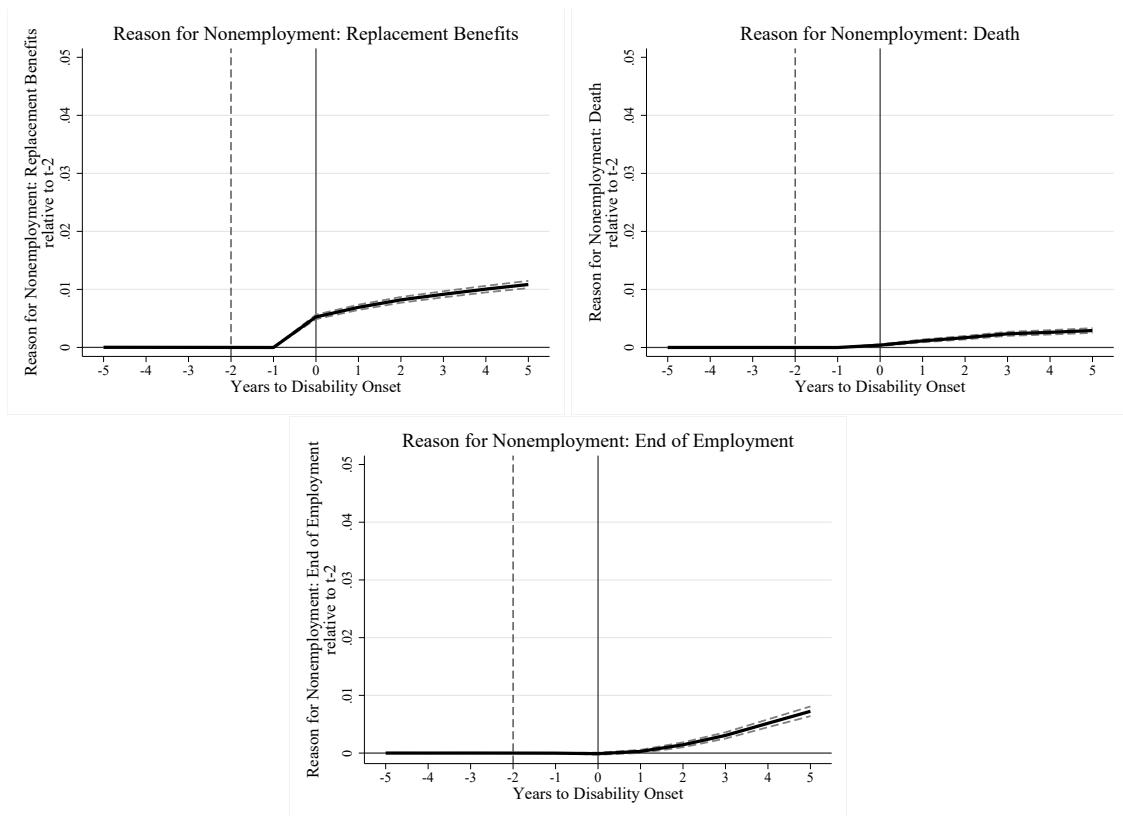 Reason for Nonemployment: Replacement Benefits
Reason for Nonemployment: Replacement Benefits
relative to t-2
.05
.04
.03
.02
.01
0
-5 -4 -3 -2 -1 0 1 2 3 4 5
Years to Disability Onset
Reason for Nonemployment: Death
Reason for Nonemployment: Death
relative to t-2
.05
.04
.03
.02
.01
0
-5 -4 -3 -2 -1 0 1 2 3 4 5
Years to Disability Onset
Reason for Nonemployment: End of Employment
Reason for Nonemployment: End of Employment
relative to t-2
.05
.04
.03
.02
.01
0
-5 -4 -3 -2 -1 0 1 2 3 4 5
Years to Disability Onset